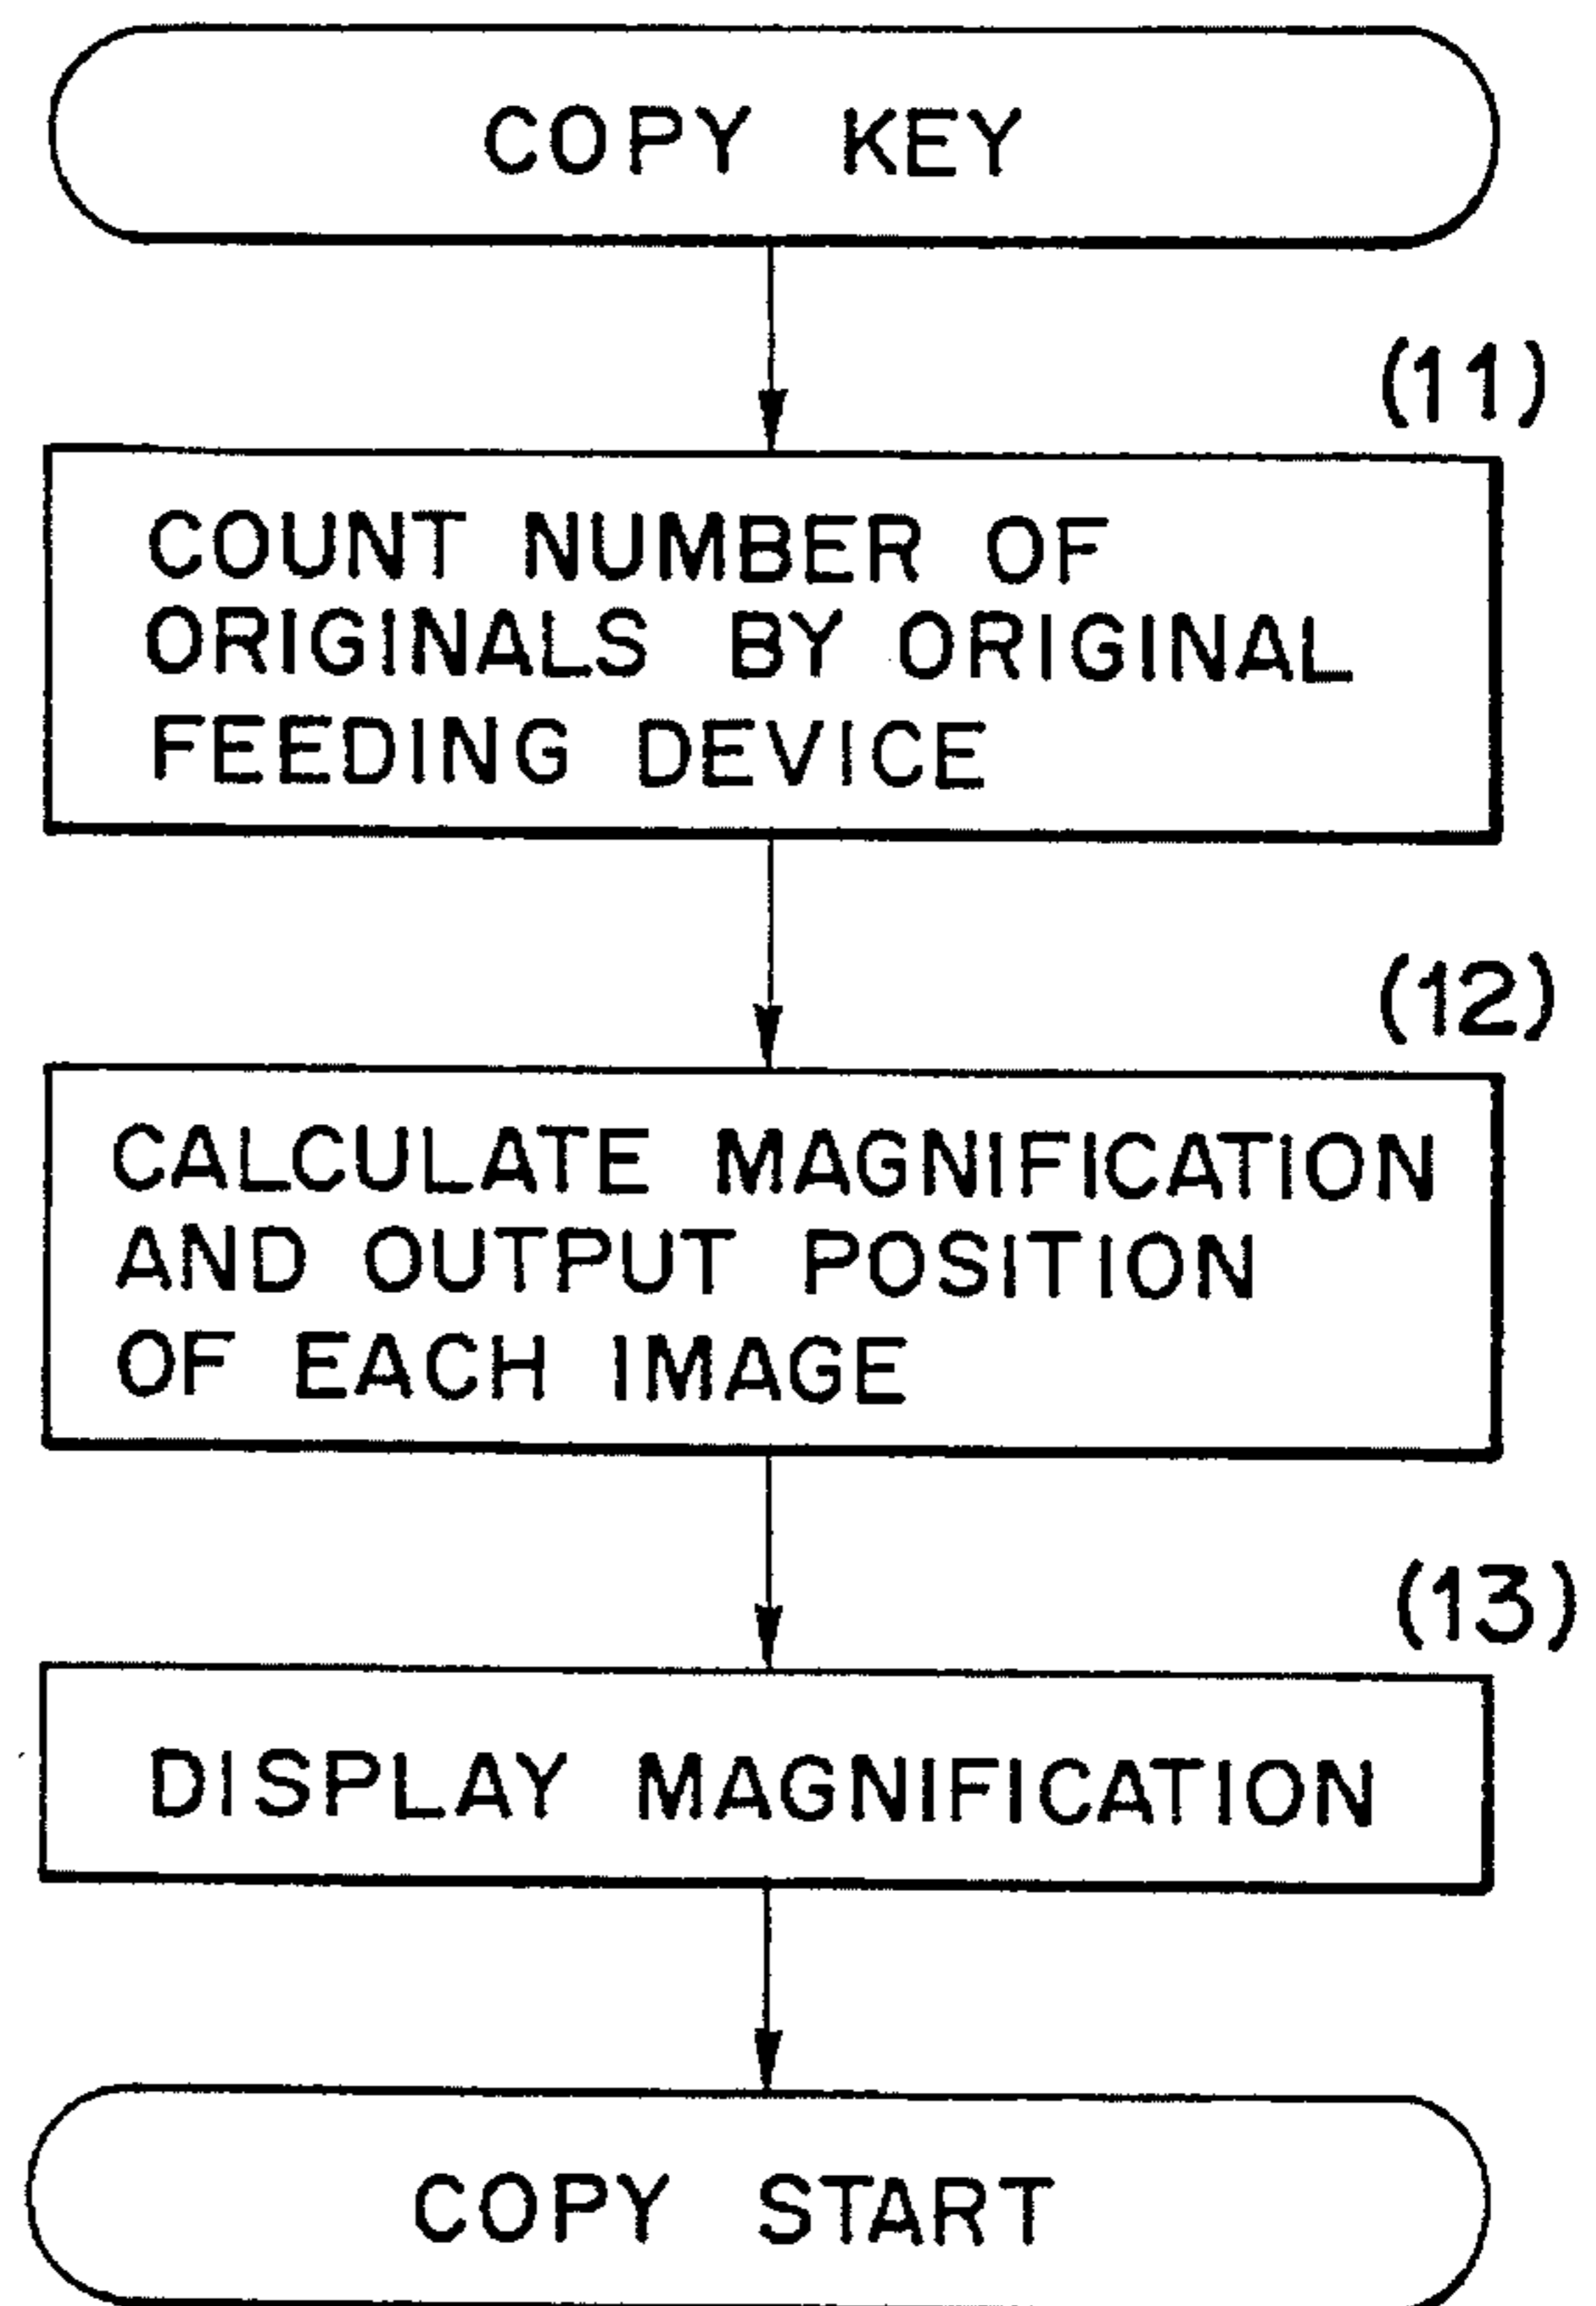 COPY KEY
(11)
COUNT NUMBER OF
ORIGINALS BY ORIGINAL
FEEDING DEVICE
(12)
CALCULATE MAGNIFICATION
AND OUTPUT POSITION
OF EACH IMAGE
(13)
DISPLAY MAGNIFICATION
COPY START